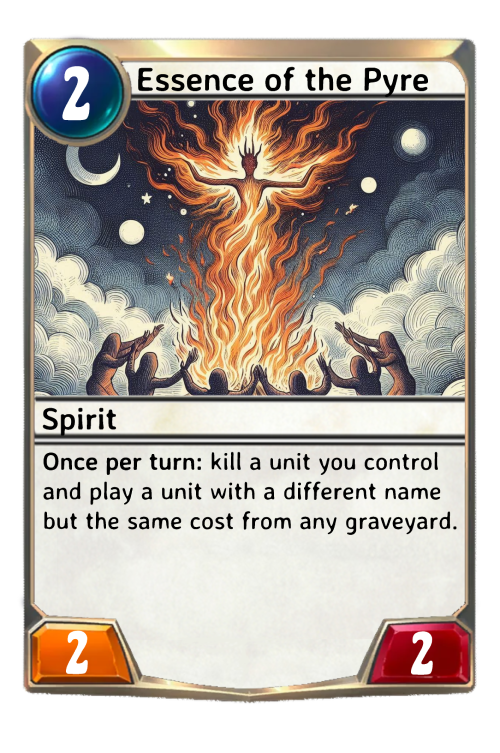 2
Essence of the Pyre
Spirit
Once per turn: kill a unit you control
and play a unit with a different name
but the same cost from any graveyard.
2
2